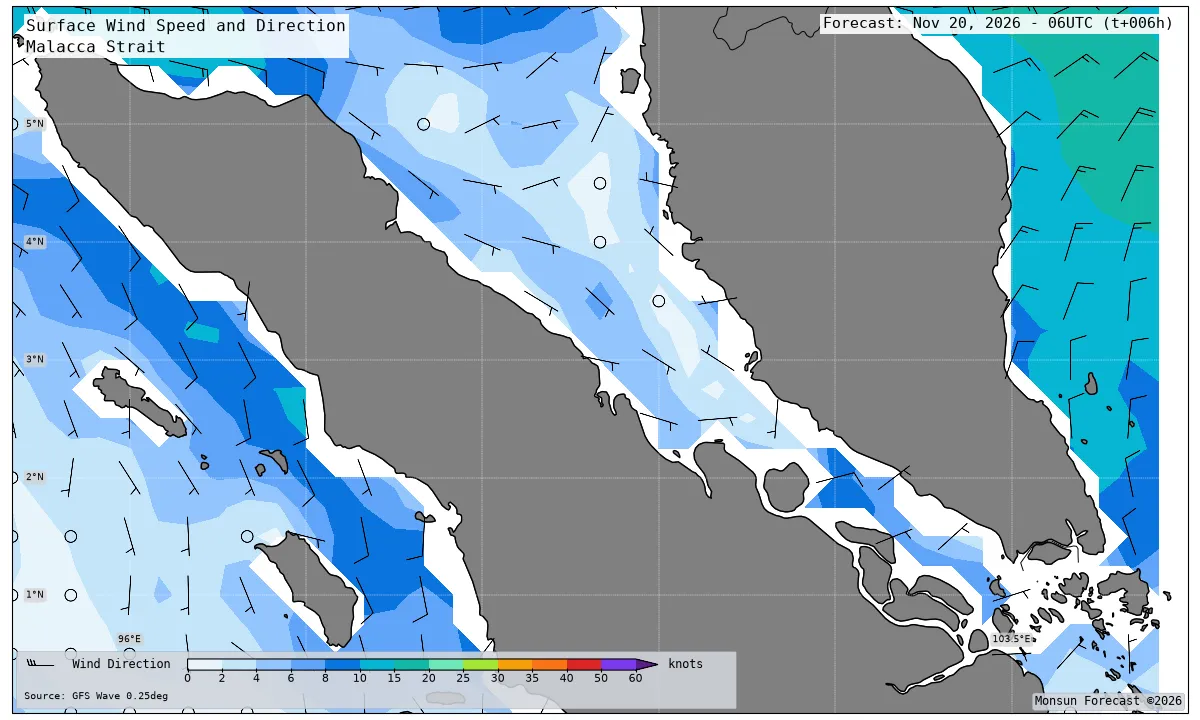 Surface Wind Speed and Direction
Malacca Strait
Forecast: Nov 20, 2026 - 06UTC (t+006h)
5°N
4°N
3°N
2°N
1°N
96°E
103.5°E
Wind Direction
knots
0 2 4 6 8 10 15 20 25 30 35 40 50 60
Source: GFS Wave 0.25deg
Monsun Forecast ©2026